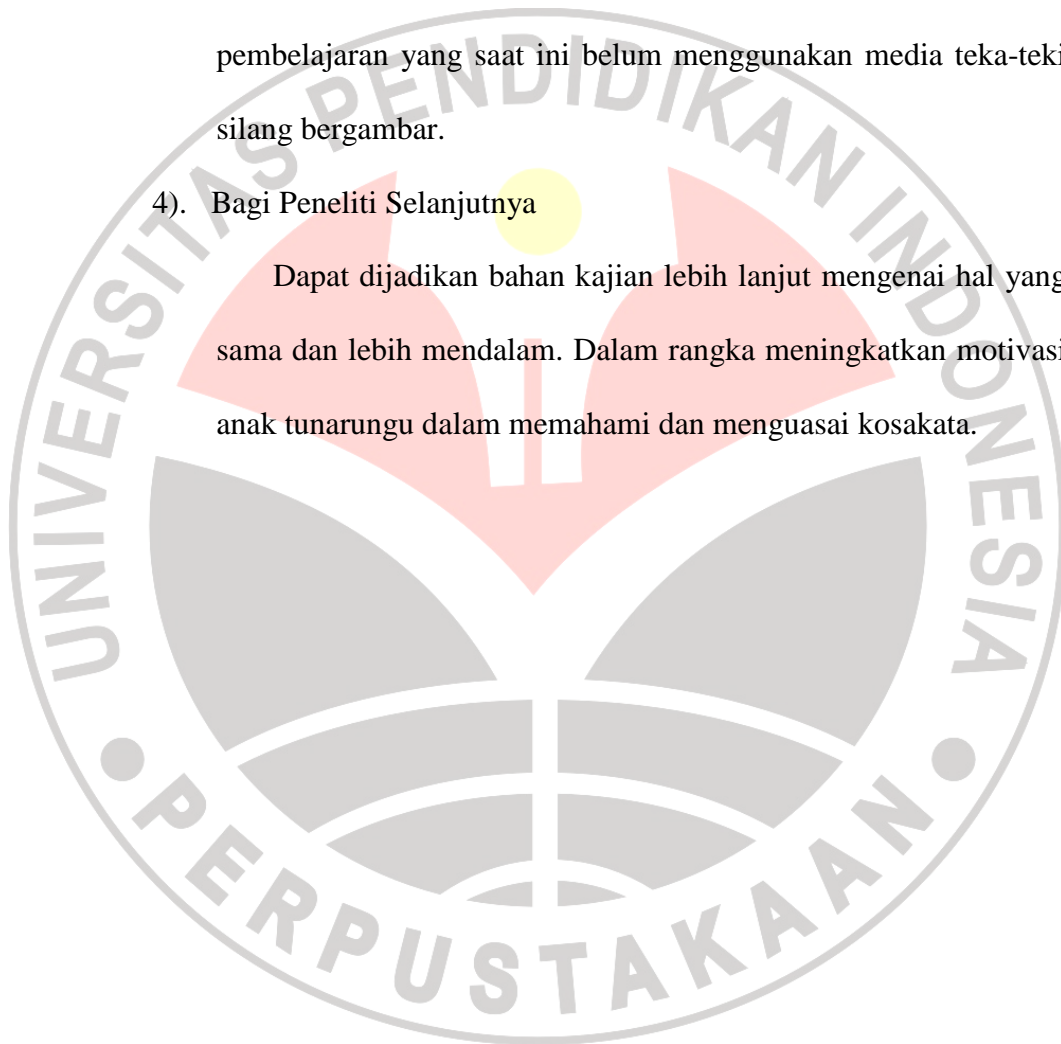 pembelajaran yang saat ini belum menggunakan media teka-teki
silang bergambar.
4). Bagi Peneliti Selanjutnya
Dapat dijadikan bahan kajian lebih lanjut mengenai hal yang
sama dan lebih mendalam. Dalam rangka meningkatkan motivasi
anak tunarungu dalam memahami dan menguasai kosakata.
UNIVERSITAS PENDIDIKAN INDONESIA
PERPUSTAKAAN